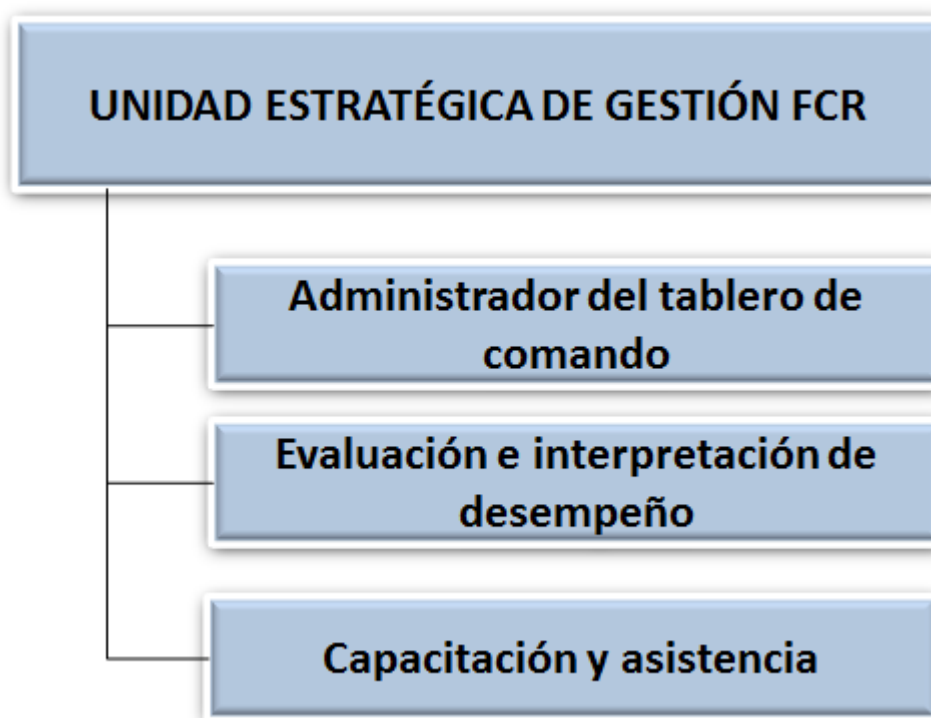 UNIDAD ESTRATÉGICA DE GESTIÓN FCR
Administrador del tablero de
comando
Evaluación e interpretación de
desempeño
Capacitación y asistencia